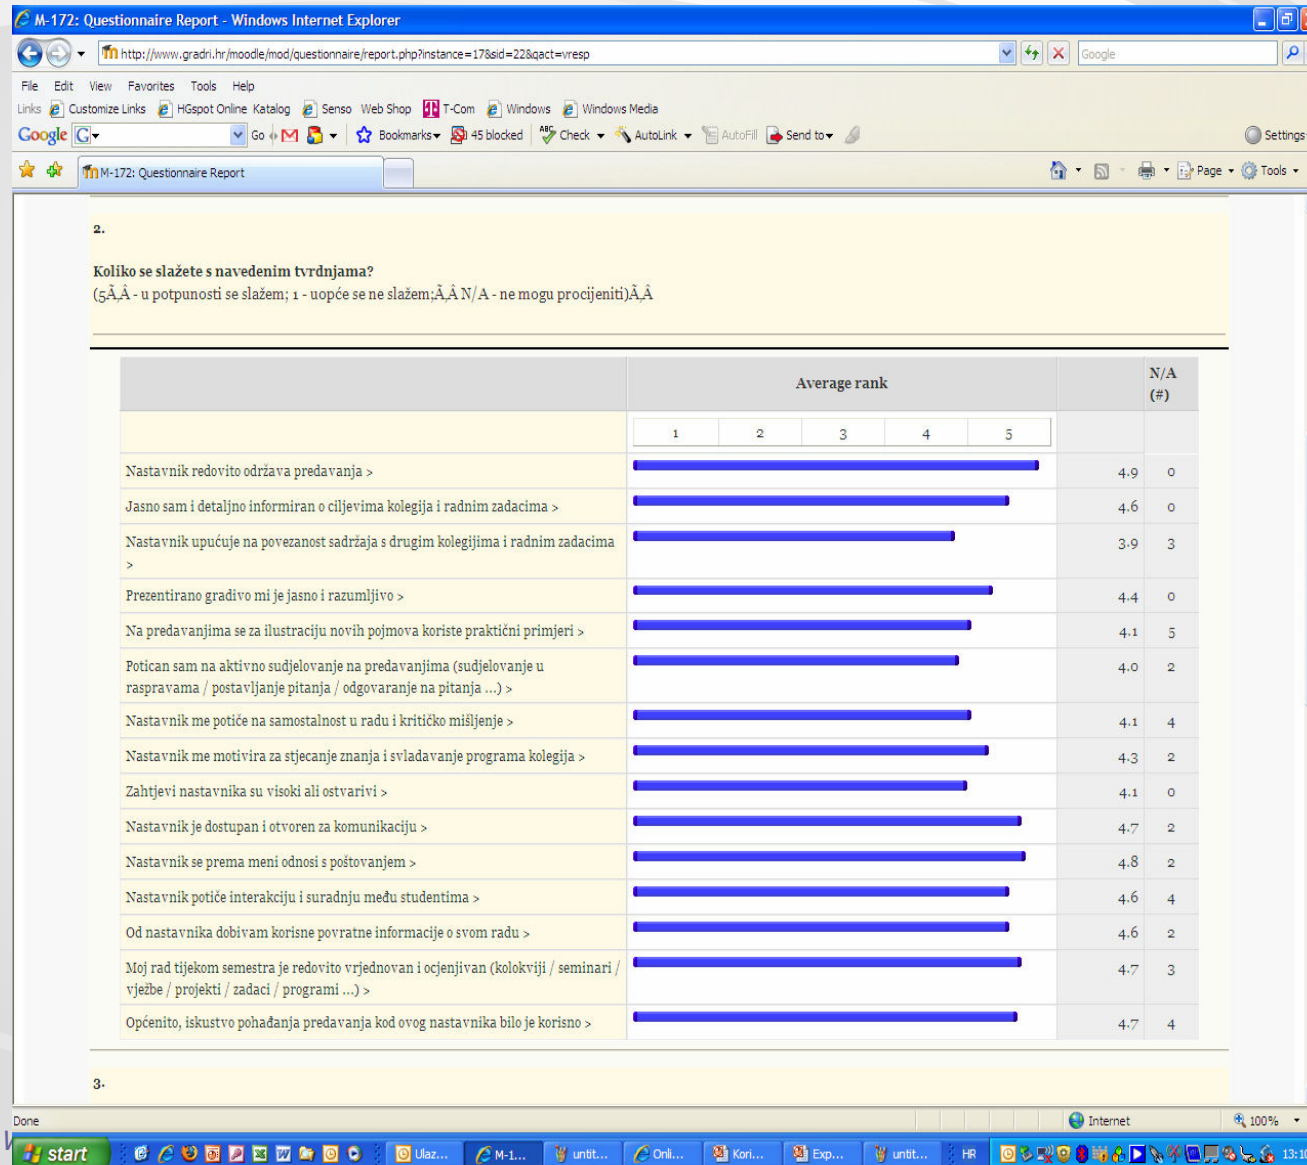 M-172: Questionnaire Report - Windows Internet Explorer
http://www.gradri.hr/moodle/mod/questionnaire/report.php?instance=17&sid=22&qact=vresp
Google
File Edit View Favorites Tools Help
Links Customize Links HGspot Online Katalog Senso Web Shop T-Com Windows Windows Media
Google G Go Bookmarks 45 blocked ABC Check AutoLink AutoFill Send to Settings
M-172: Questionnaire Report Page Tools
2.
Koliko se slažete s navedenim tvrdnjama?
(5Ã,Â - u potpunosti se slažem; 1 - uopće se ne slažem;Ã,Â N/A - ne mogu procijeniti)Ã,Â
Average rank N/A
(#)
1 2 3 4 5
Nastavnik redovito održava predavanja > 4.9 0
Jasno sam i detaljno informiran o ciljevima kolegija i radnim zadacima > 4.6 0
Nastavnik upućuje na povezanost sadržaja s drugim kolegijima i radnim zadacima 3.9 3
>
Prezentirano gradivo mi je jasno i razumljivo > 4.4 0
Na predavanjima se za ilustraciju novih pojmova koriste praktični primjeri > 4.1 5
Potican sam na aktivno sudjelovanje na predavanjima (sudjelovanje u 4.0 2
raspravama / postavljanje pitanja / odgovaranje na pitanja ...) >
Nastavnik me potiče na samostalnost u radu i kritičko mišljenje > 4.1 4
Nastavnik me motivira za stjecanje znanja i svladavanje programa kolegija > 4.3 2
Zahtjevi nastavnika su visoki ali ostvarivi > 4.1 0
Nastavnik je dostupan i otvoren za komunikaciju > 4.7 2
Nastavnik se prema meni odnosi s poštovanjem > 4.8 2
Nastavnik potiče interakciju i suradnju među studentima > 4.6 4
Od nastavnika dobivam korisne povratne informacije o svom radu > 4.6 2
Moj rad tijekom semestra je redovito vrjednovan i ocjenjivan (kolokviji / seminari / 4.7 3
vježbe / projekti / zadaci / programi ...) >
Općenito, iskustvo pohađanja predavanja kod ovog nastavnika bilo je korisno > 4.7 4
3.
Done Internet 100%
start Ulaz... M-1... untit... Onli... Kori... Exp... untit... HR